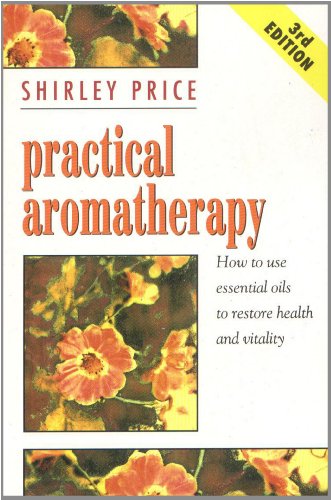 3rd
EDITION
SHIRLEY PRICE
practical
aromatherapy
How to use
essential oils
to restore health
and vitality